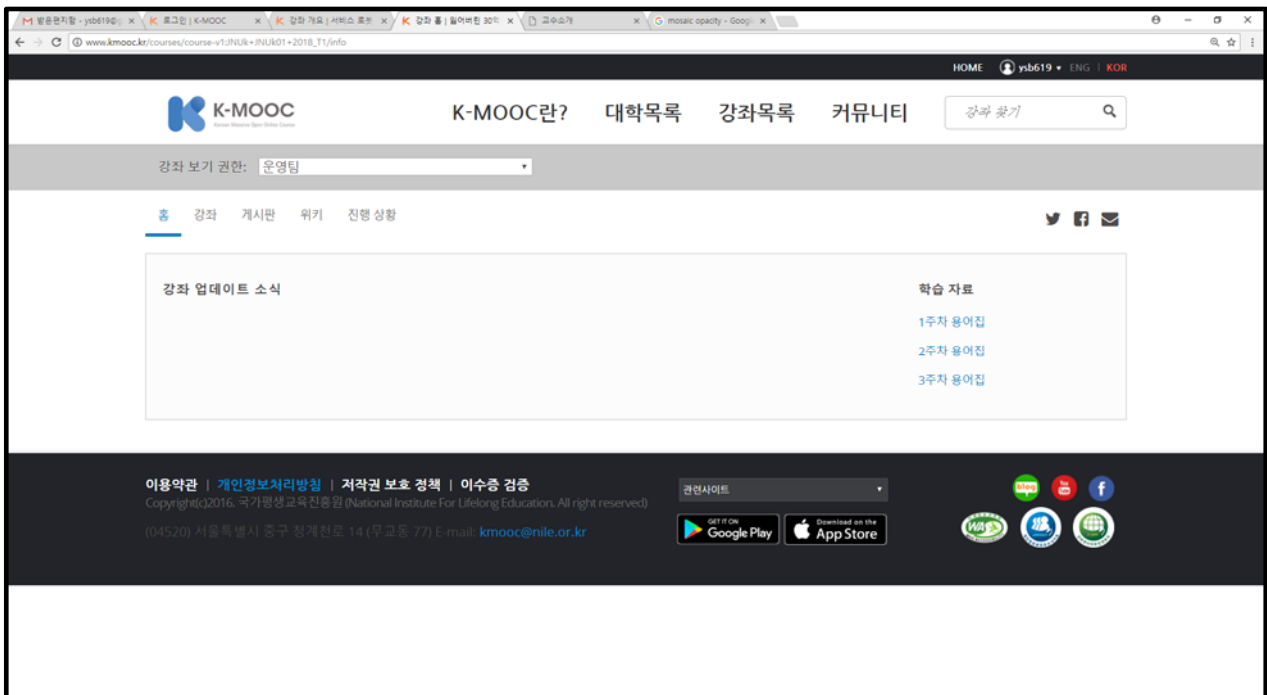 받은편지함 - ysb619@g
로그인 | K-MOOC
강좌 개요 | 서비스 로봇
강좌 홈 | 잃어버린 30억
교수소개
mosaic opacity - Googl
www.kmooc.kr/courses/course-v1:JNUk+JNUk01+2018_T1/info
HOME ysb619 ▾ ENG | KOR
K-MOOC
Korean Massive Open Online Course
K-MOOC란? 대학목록 강좌목록 커뮤니티 강좌 찾기
강좌 보기 권한: 운영팀
홈 강좌 게시판 위키 진행 상황
강좌 업데이트 소식
학습 자료
1주차 용어집
2주차 용어집
3주차 용어집
이용약관 | 개인정보처리방침 | 저작권 보호 정책 | 이수증 검증
Copyright(c)2016. 국가평생교육진흥원 (National Institute For Lifelong Education. All right reserved)
(04520) 서울특별시 중구 청계천로 14 (무교동 77) E-mail: kmooc@nile.or.kr
관련사이트
GET IT ON
Google Play
Download on the
App Store
blog
You
Tube
f
WA